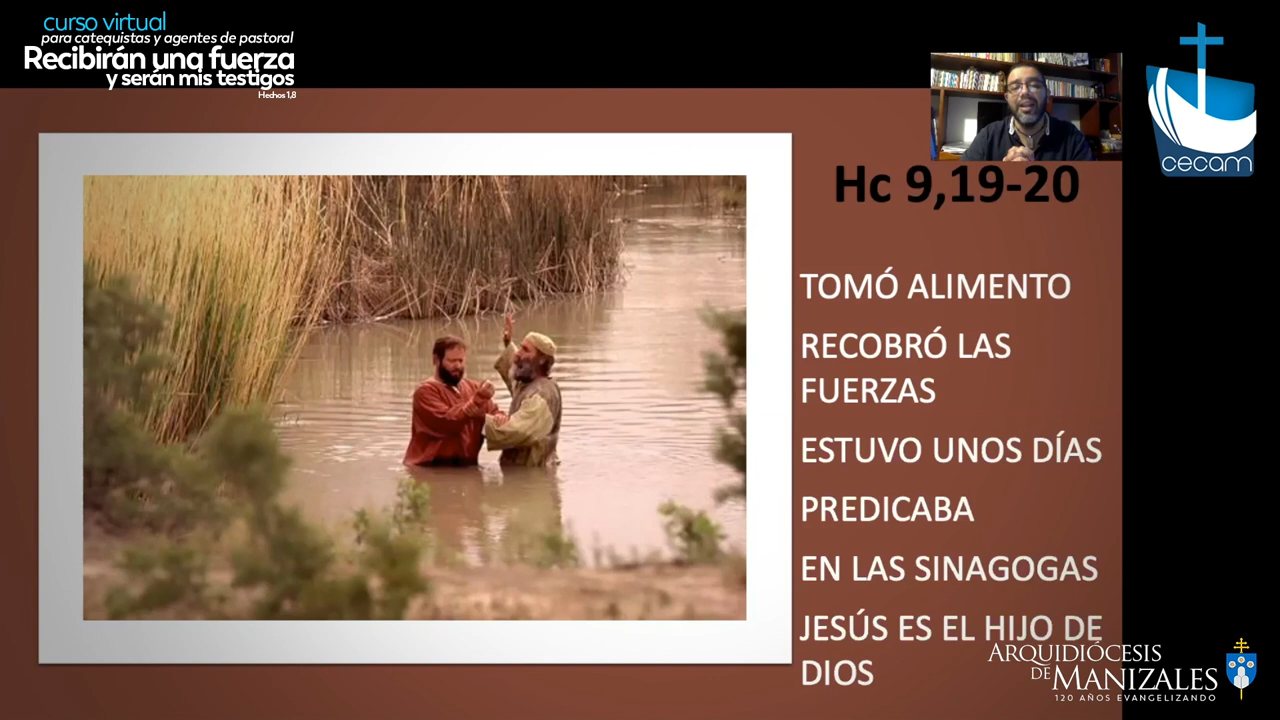 curso virtual
para catequistas y agentes de pastoral
Recibirán una fuerza
y serán mis testigos
Hechos 1,8
cecam
Hc 9,19-20
TOMÓ ALIMENTO
RECOBRÓ LAS
FUERZAS
ESTUVO UNOS DÍAS
PREDICABA
EN LAS SINAGOGAS
JESÚS ES EL HIJO DE
DIOS
ARQUIDIÓCESIS
DE MANIZALES
120 AÑOS EVANGELIZANDO